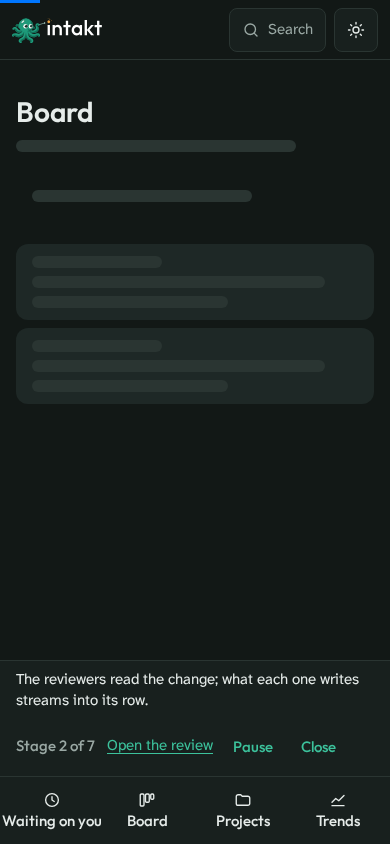 intakt
Search
Board
The reviewers read the change; what each one writes
streams into its row.
Stage 2 of 7 Open the review Pause Close
Waiting on you Board Projects Trends